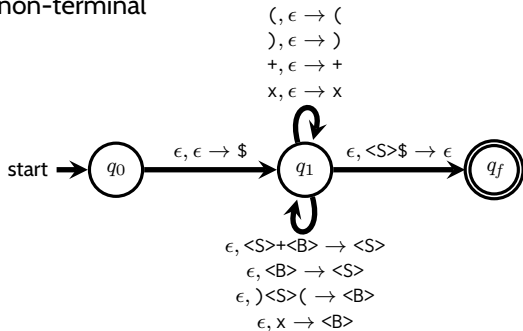 non-terminal
(, ϵ → (
), ϵ → )
+, ϵ → +
x, ϵ → x
start
q0
ϵ, ϵ → $
q1
ϵ, <S>$ → ϵ
qf
ϵ, <S>+<B> → <S>
ϵ, <B> → <S>
ϵ, )<S>( → <B>
ϵ, x → <B>